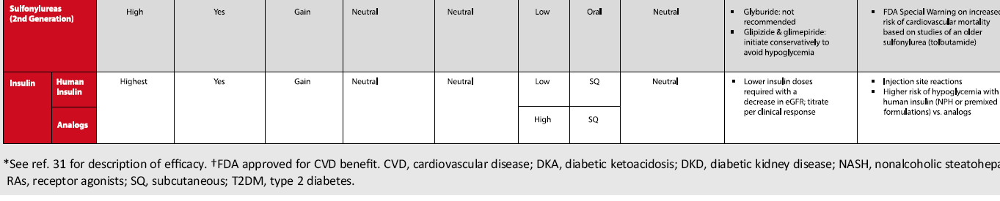 Sulfonylureas
(2nd Generation)
High
Yes
Gain
Neutral
Neutral
Low
Oral
Neutral
▪ Glyburide: not
recommended
▪ Glipizide & glimepiride:
initiate conservatively to
avoid hypoglycemia
▪ FDA Special Warning on increased
risk of cardiovascular mortality
based on studies of an older
sulfonylurea (tolbutamide)
Insulin
Human
Insulin
Analogs
Highest
Yes
Gain
Neutral
Neutral
Low
SQ
High
SQ
Neutral
▪ Lower insulin doses
required with a
decrease in eGFR; titrate
per clinical response
▪ Injection site reactions
▪ Higher risk of hypoglycemia with
human insulin (NPH or premixed
formulations) vs. analogs
*See ref. 31 for description of efficacy. †FDA approved for CVD benefit. CVD, cardiovascular disease; DKA, diabetic ketoacidosis; DKD, diabetic kidney disease; NASH, nonalcoholic steatohepa
RAs, receptor agonists; SQ, subcutaneous; T2DM, type 2 diabetes.